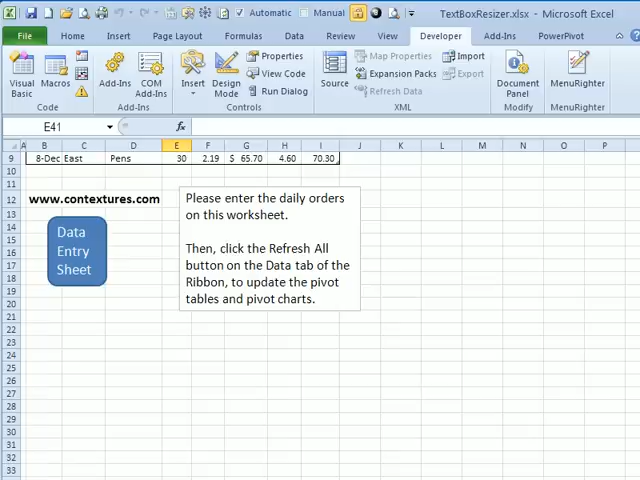 Automatic Manual TextBoxResizer.xlsx - Microsoft Excel
File Home Insert Page Layout Formulas Data Review View Developer Add-Ins PowerPivot
Visual Basic Macros Add-Ins COM Add-Ins Insert Design Mode Properties View Code Run Dialog Source Map Properties Expansion Packs Refresh Data Import Export Document Panel MenuRighter
Code Add-Ins Controls XML Modify MenuRighter
E41 fx
A B C D E F G H I J K L M N O P
9 8-Dec East Pens 30 2.19 $ 65.70 4.60 70.30
10
11
12
13
14
15
16
17
18
19
20
21
22
23
24
25
26
27
28
29
30
31
32
33
www.contextures.com
Data
Entry
Sheet
Please enter the daily orders
on this worksheet.
Then, click the Refresh All
button on the Data tab of the
Ribbon, to update the pivot
tables and pivot charts.